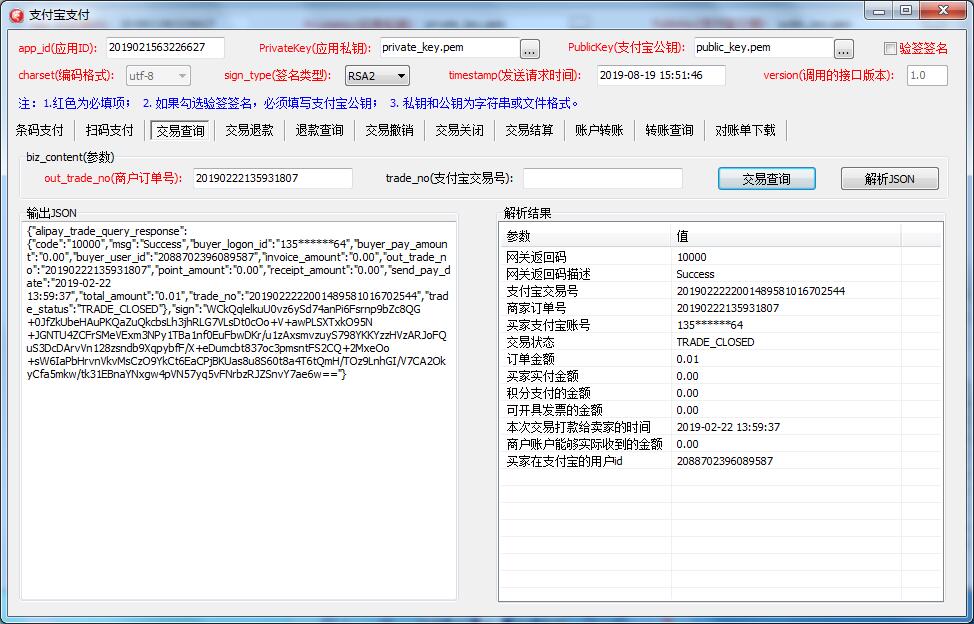 支付宝支付
app_id(应用ID): 2019021563226627 PrivateKey(应用私钥): private_key.pem ... PublicKey(支付宝公钥): public_key.pem ... 验签签名
charset(编码格式): utf-8 sign_type(签名类型): RSA2 timestamp(发送请求时间): 2019-08-19 15:51:46 version(调用的接口版本): 1.0
注：1.红色为必填项； 2.如果勾选验签签名，必须填写支付宝公钥； 3.私钥和公钥为字符串或文件格式。
条码支付 扫码支付 交易查询 交易退款 退款查询 交易撤销 交易关闭 交易结算 账户转账 转账查询 对账单下载
biz_content(参数)
out_trade_no(商户订单号): 20190222135931807 trade_no(支付宝交易号): 交易查询 解析JSON
输出JSON
{"alipay_trade_query_response":
{"code":"10000","msg":"Success","buyer_logon_id":"135******64","buyer_pay_amoun
t":"0.00","buyer_user_id":"2088702396089587","invoice_amount":"0.00","out_trade_n
o":"20190222135931807","point_amount":"0.00","receipt_amount":"0.00","send_pay_d
ate":"2019-02-22
13:59:37","total_amount":"0.01","trade_no":"2019022222001489581016702544","trad
e_status":"TRADE_CLOSED"},"sign":"WCkQqlelkuU0vz6ySd74anPi6Fsrnp9bZc8QG
+0JfZkUbeHAuPKQaZuQkcbsLh3jhRLG7VLsDt0cOo+V+awPLSXTxkO95N
+JGNTU4ZCFrSMeVExm3NPy1TBa1nf0EuFbwDKr/u1zAxsmvzuyS798YKKYzzHVzARJoFQ
uS3DcDArvVn128zsndb9XqpybfF/X+eDumcbt837oc3pmsntFS2CQ+2MxeOo
+sW6IaPbHrvnVkvMsCzO9YkCt6EaCPjBKUas8u8S60t8a4T6tQmH/TOz9LnhGI/V7CA2Ok
yCfa5mkw/tk31EBnaYNxgw4pVN57yq5vFNrbzRJZSnvY7ae6w=="}
解析结果
参数 值
网关返回码 10000
网关返回码描述 Success
支付宝交易号 2019022222001489581016702544
商家订单号 20190222135931807
买家支付宝账号 135******64
交易状态 TRADE_CLOSED
订单金额 0.01
买家实付金额 0.00
积分支付的金额 0.00
可开具发票的金额 0.00
本次交易打款给卖家的时间 2019-02-22 13:59:37
商户账户能够实际收到的金额 0.00
买家在支付宝的用户id 2088702396089587